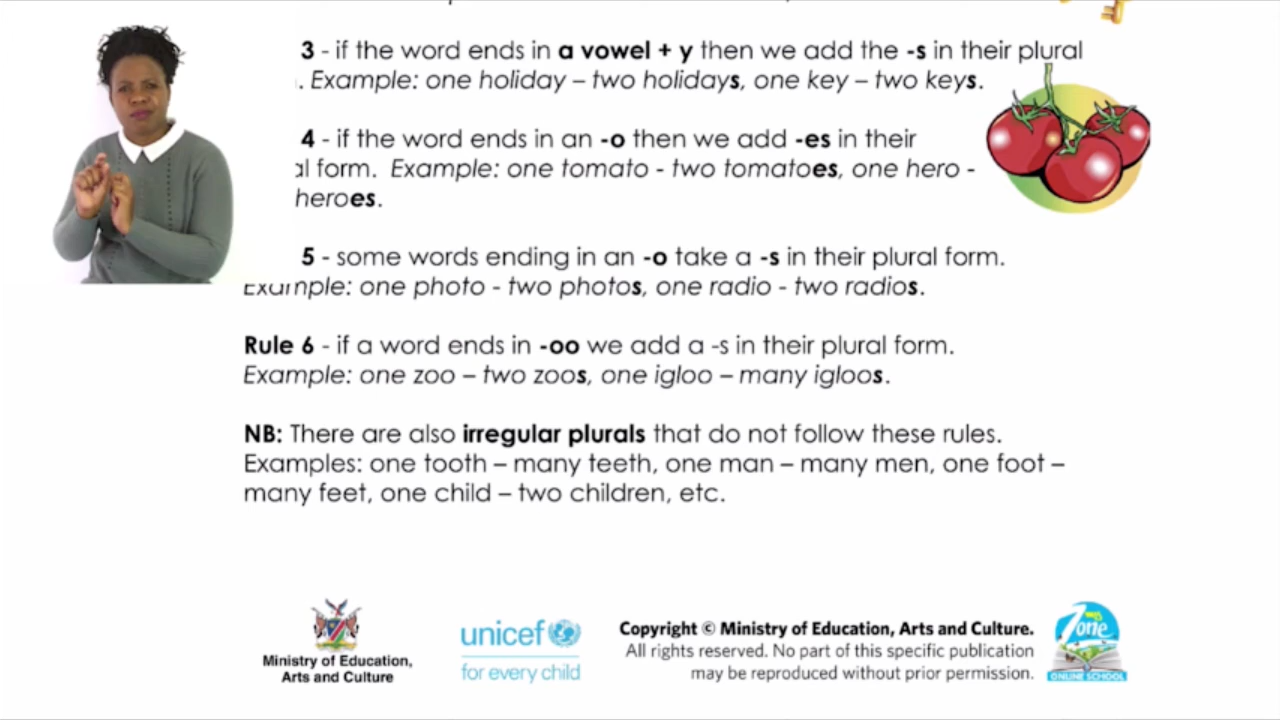 3 - if the word ends in a vowel + y then we add the -s in their plural
. Example: one holiday – two holidays, one key – two keys.
4 - if the word ends in an -o then we add -es in their
al form. Example: one tomato - two tomatoes, one hero -
heroes.
5 - some words ending in an -o take a -s in their plural form.
Example: one photo - two photos, one radio - two radios.
Rule 6 - if a word ends in -oo we add a -s in their plural form.
Example: one zoo – two zoos, one igloo – many igloos.
NB: There are also irregular plurals that do not follow these rules.
Examples: one tooth – many teeth, one man – many men, one foot –
many feet, one child – two children, etc.
Ministry of Education,
Arts and Culture
unicef
for every child
Copyright © Ministry of Education, Arts and Culture.
All rights reserved. No part of this specific publication
may be reproduced without prior permission.
Zone
ONLINE SCHOOL